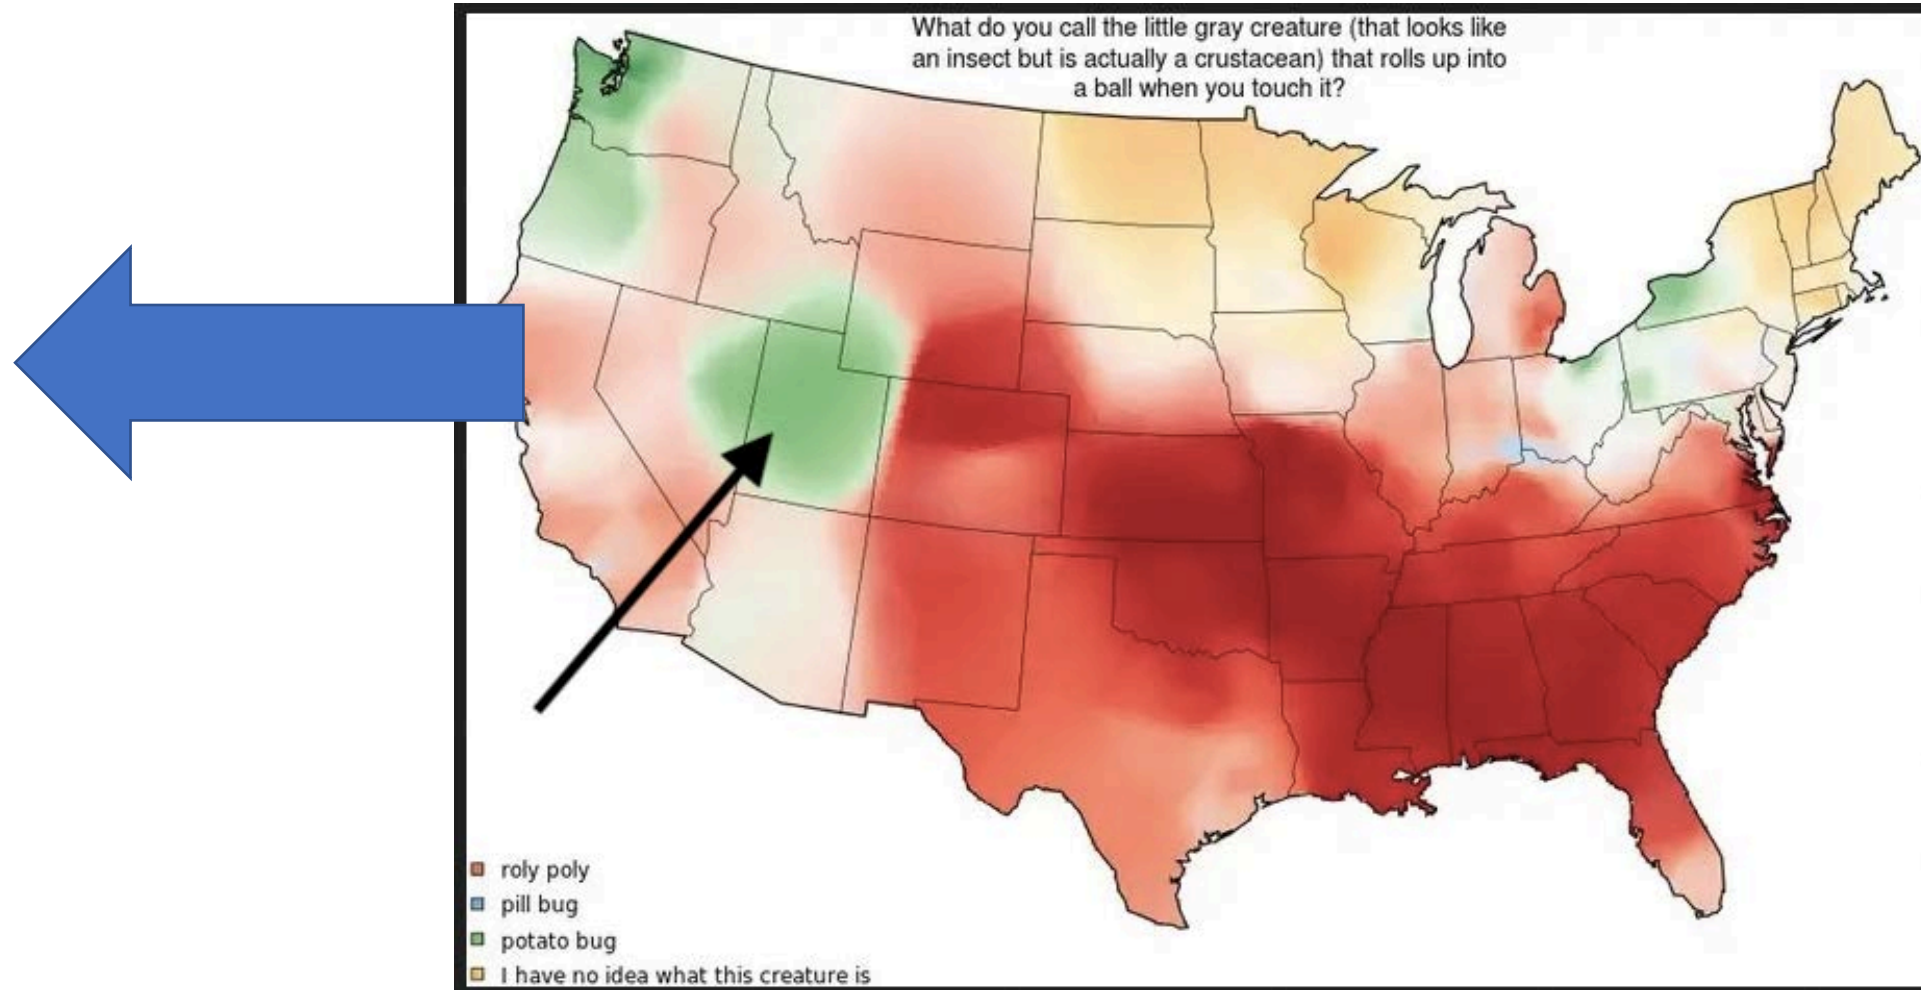 What do you call the little gray creature (that looks like
an insect but is actually a crustacean) that rolls up into
a ball when you touch it?
roly poly
pill bug
potato bug
I have no idea what this creature is